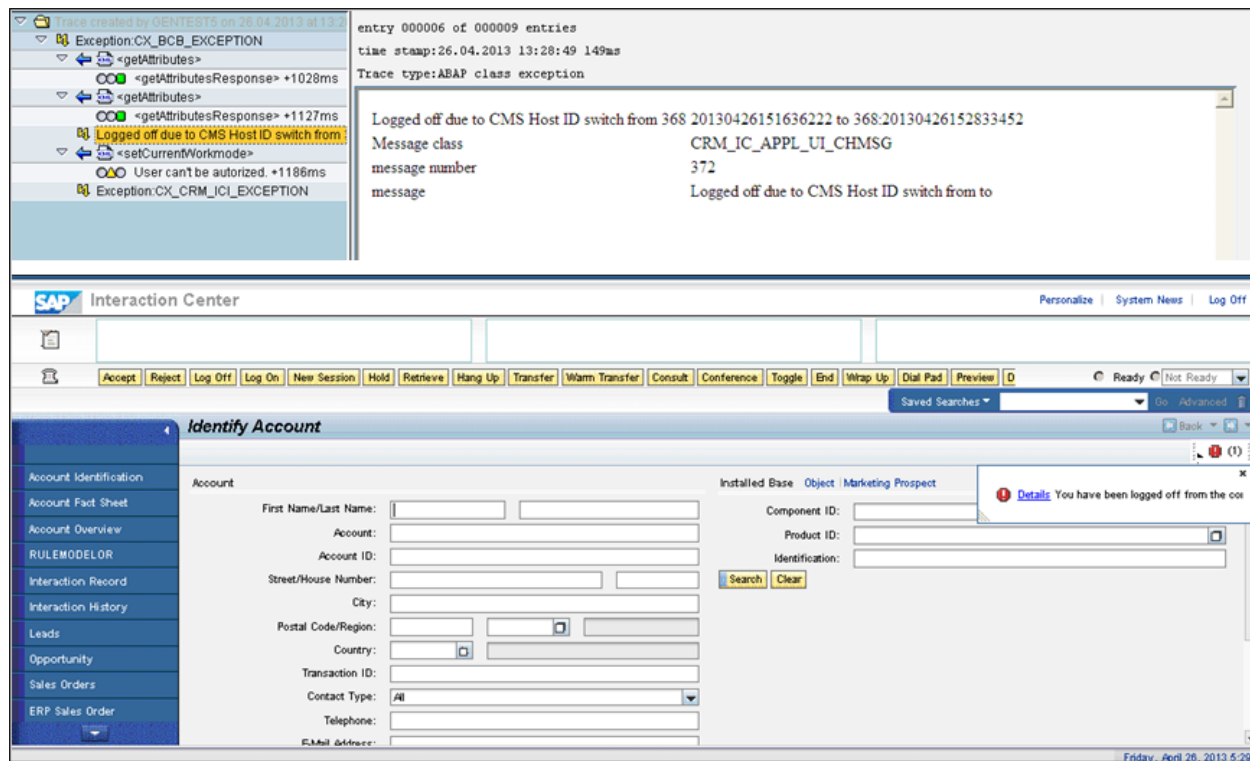 Trace created by GENTEST5 on 26.04.2013 at 13:2
Exception:CX_BCB_EXCEPTION
<getAttributes>
<getAttributesResponse> +1028ms
<getAttributes>
<getAttributesResponse> +1127ms
Logged off due to CMS Host ID switch from
<setCurrentWorkmode>
User can't be autorized. +1186ms
Exception:CX_CRM_ICI_EXCEPTION
entry 000006 of 000009 entries
time stamp:26.04.2013 13:28:49 149ms
Trace type:ABAP class exception
Logged off due to CMS Host ID switch from 368 20130426151636222 to 368:20130426152833452
Message class CRM_IC_APPL_UI_CHMSG
message number 372
message Logged off due to CMS Host ID switch from to
SAP Interaction Center Personalize | System News | Log Off
Accept Reject Log Off Log On New Session Hold Retrieve Hang Up Transfer Warm Transfer Consult Conference Toggle End Wrap Up Dial Pad Preview D Ready Not Ready
Saved Searches Go Advanced
Identify Account Back
(1)
Account Identification
Account Fact Sheet
Account Overview
RULEMODELOR
Interaction Record
Interaction History
Leads
Opportunity
Sales Orders
ERP Sales Order
Account
First Name/Last Name:
Account:
Account ID:
Street/House Number:
City:
Postal Code/Region:
Country:
Transaction ID:
Contact Type: All
Telephone:
E-Mail Address:
Installed Base Object | Marketing Prospect
Component ID:
Product ID:
Identification:
Search Clear
Details You have been logged off from the co
Friday, April 26, 2013 5:29